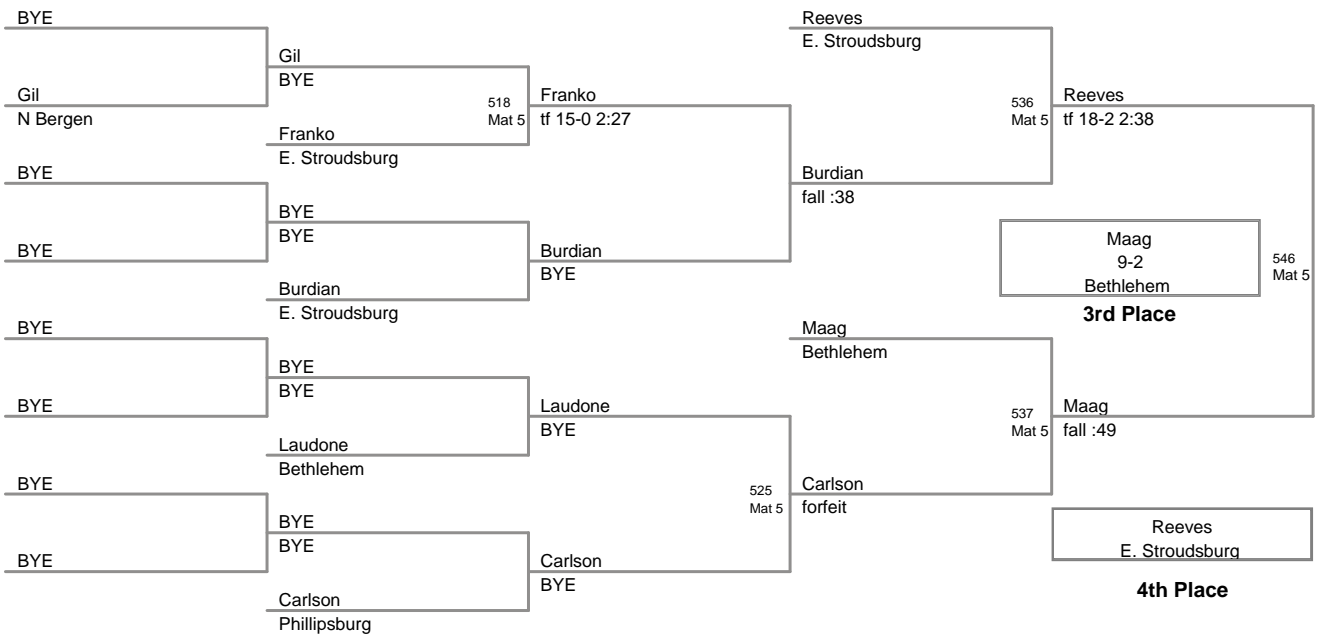 BYE
Gil
N Bergen
BYE
BYE
BYE
BYE
BYE
BYE
Gil
BYE
Franko
E. Stroudsburg
BYE
BYE
Burdian
E. Stroudsburg
BYE
BYE
Laudone
Bethlehem
BYE
BYE
Carlson
Phillipsburg
518
Mat 5
Franko
tf 15-0 2:27
Burdian
BYE
Laudone
BYE
Carlson
BYE
Reeves
E. Stroudsburg
Burdian
fall :38
Maag
Bethlehem
525
Mat 5
Carlson
forfeit
536
Mat 5
Reeves
tf 18-2 2:38
537
Mat 5
Maag
fall :49
Maag
9-2
Bethlehem
3rd Place
546
Mat 5
Reeves
E. Stroudsburg
4th Place